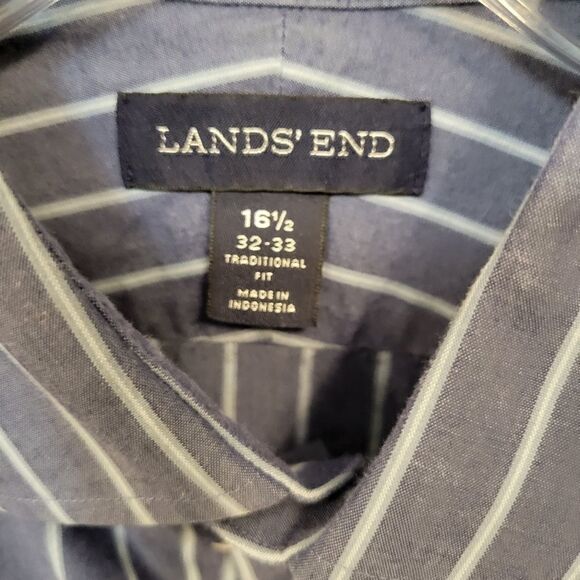 LANDS' END
16½
32-33
TRADITIONAL
FIT
MADE IN
INDONESIA